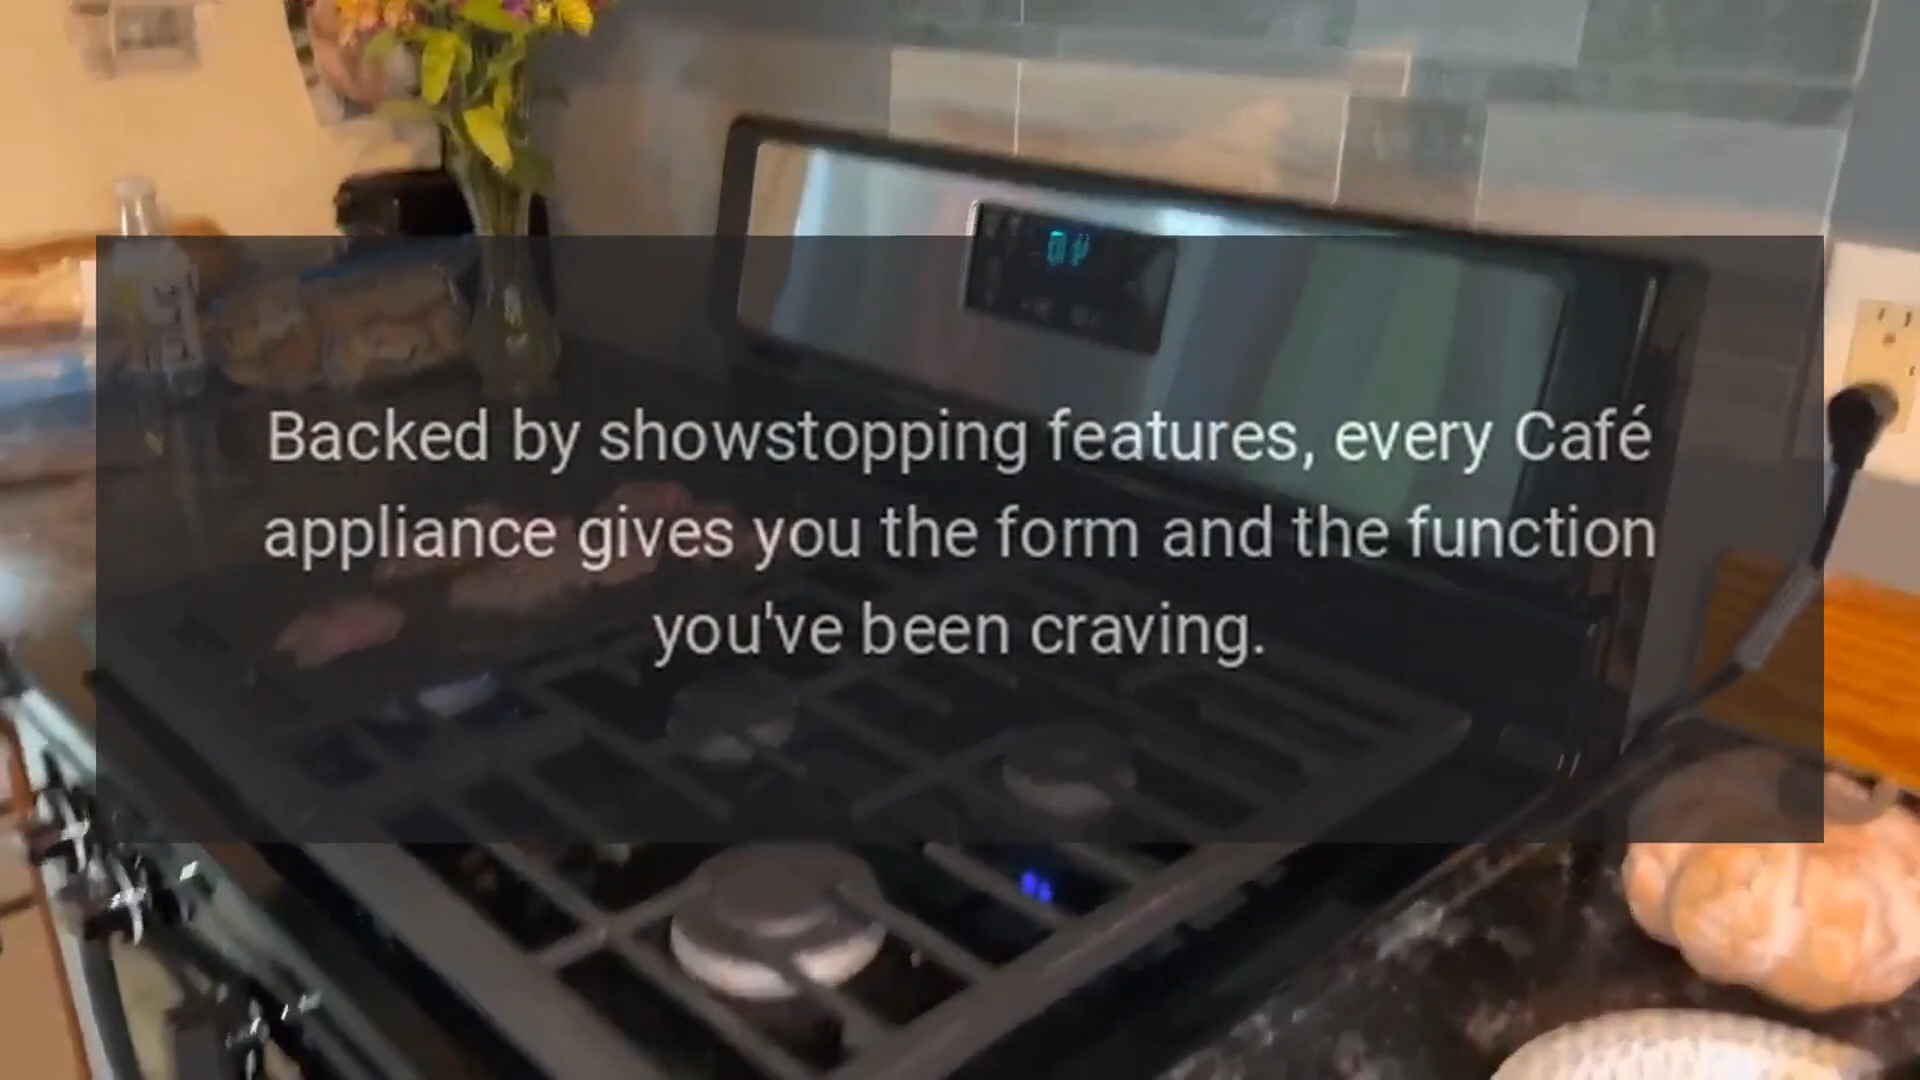 Backed by showstopping features, every Café
appliance gives you the form and the function
you've been craving.